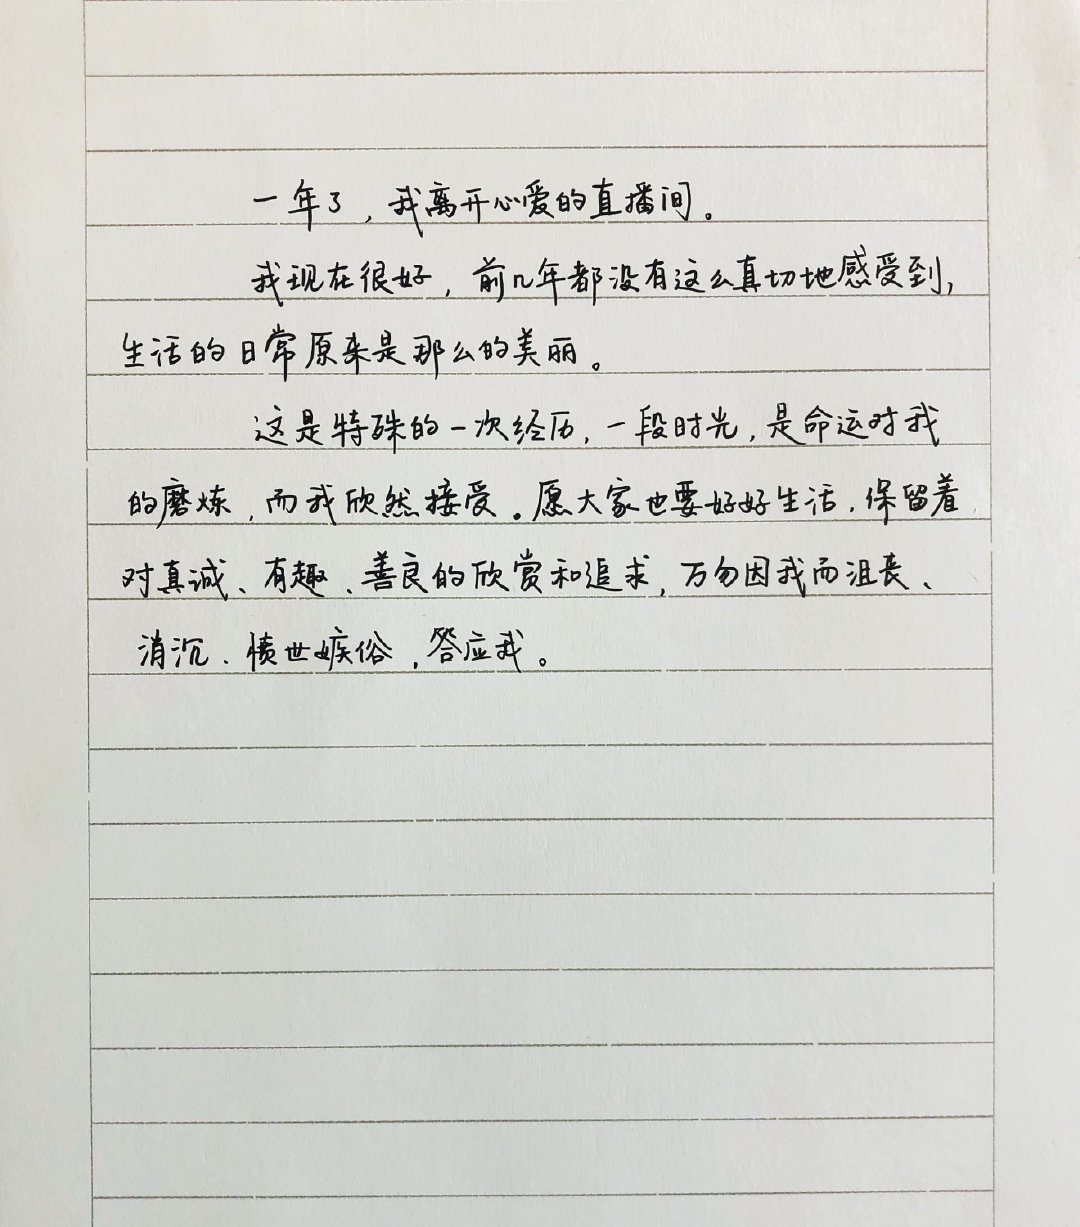 一年了，我离开心爱的直播间。
我现在很好，前几年都没有这么真切地感受到，
生活的日常原来是那么的美丽。
这是特殊的一次经历，一段时光，是命运对我
的磨炼，而我欣然接受。愿大家也要好好生活，保留着
对真诚、有趣、善良的欣赏和追求，万勿因我而沮丧、
消沉、愤世嫉俗，答应我。